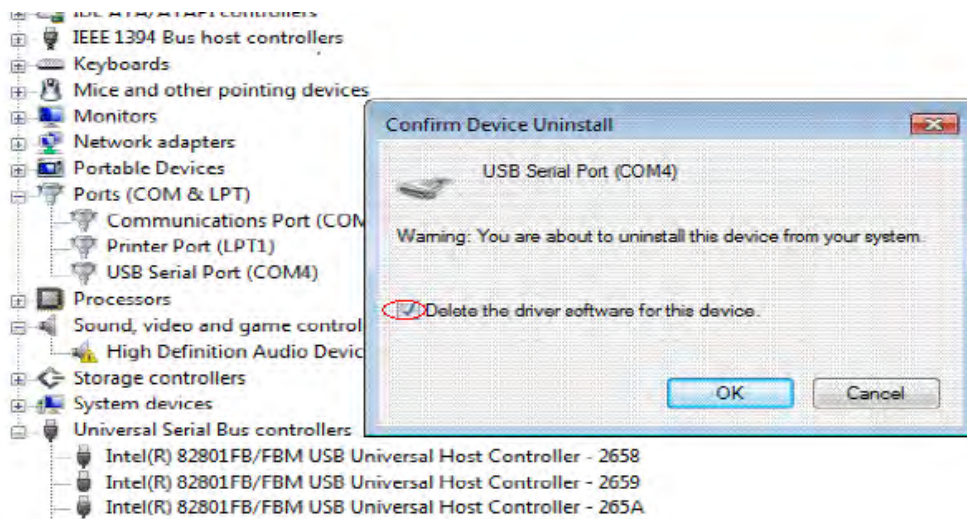 IDE ATA/ATAPI controllers
IEEE 1394 Bus host controllers
Keyboards
Mice and other pointing devices
Monitors
Network adapters
Portable Devices
Ports (COM & LPT)
Communications Port (COM
Printer Port (LPT1)
USB Serial Port (COM4)
Processors
Sound, video and game control
High Definition Audio Devic
Storage controllers
System devices
Universal Serial Bus controllers
Intel(R) 82801FB/FBM USB Universal Host Controller - 2658
Intel(R) 82801FB/FBM USB Universal Host Controller - 2659
Intel(R) 82801FB/FBM USB Universal Host Controller - 265A
Confirm Device Uninstall
USB Serial Port (COM4)
Warning: You are about to uninstall this device from your system.
Delete the driver software for this device.
OK
Cancel